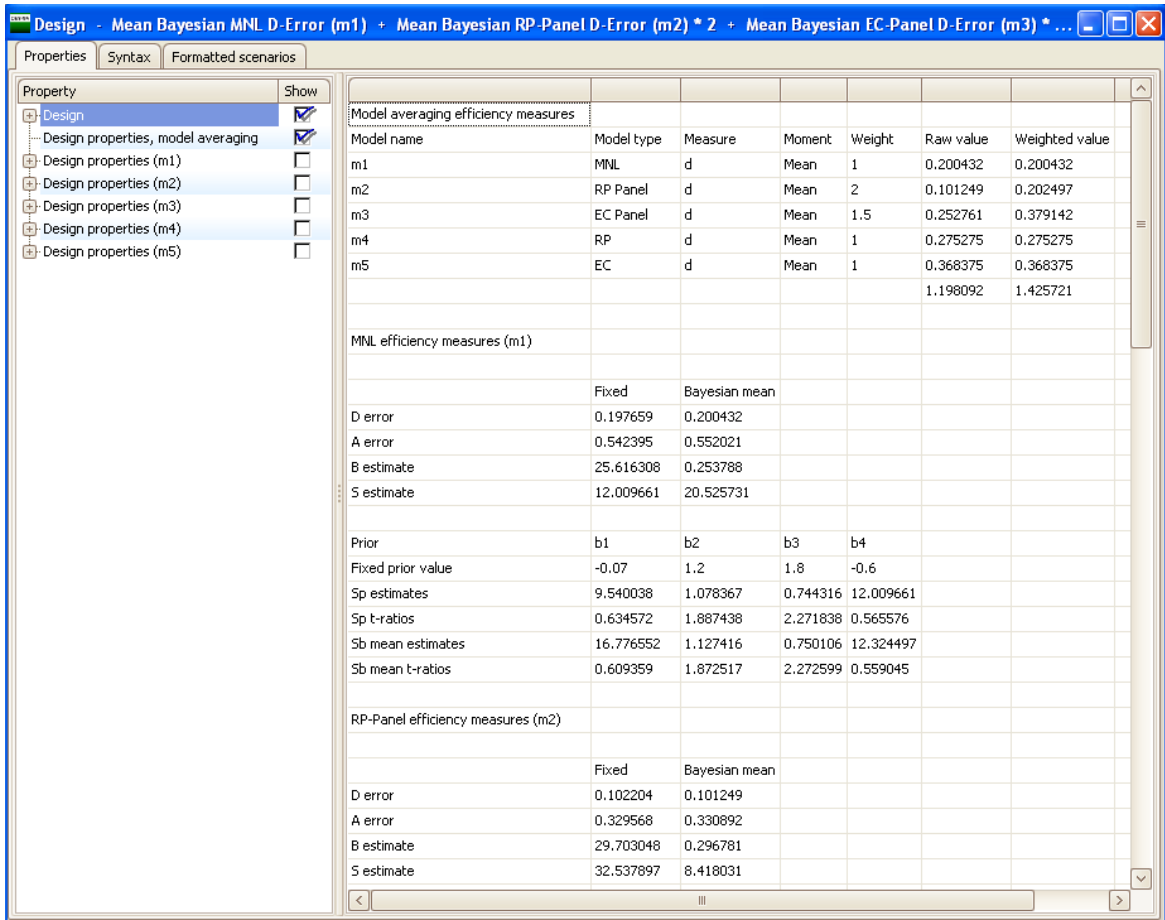 Design - Mean Bayesian MNL D-Error (m1) + Mean Bayesian RP-Panel D-Error (m2) * 2 + Mean Bayesian EC-Panel D-Error (m3) * ...
Properties Syntax Formatted scenarios
Property Show
Design
Design properties, model averaging
Design properties (m1)
Design properties (m2)
Design properties (m3)
Design properties (m4)
Design properties (m5)
Model averaging efficiency measures
Model name Model type Measure Moment Weight Raw value Weighted value
m1 MNL d Mean 1 0.200432 0.200432
m2 RP Panel d Mean 2 0.101249 0.202497
m3 EC Panel d Mean 1.5 0.252761 0.379142
m4 RP d Mean 1 0.275275 0.275275
m5 EC d Mean 1 0.368375 0.368375
1.198092 1.425721
MNL efficiency measures (m1)
Fixed Bayesian mean
D error 0.197659 0.200432
A error 0.542395 0.552021
B estimate 25.616308 0.253788
S estimate 12.009661 20.525731
Prior b1 b2 b3 b4
Fixed prior value -0.07 1.2 1.8 -0.6
Sp estimates 9.540038 1.078367 0.744316 12.009661
Sp t-ratios 0.634572 1.887438 2.271838 0.565576
Sb mean estimates 16.776552 1.127416 0.750106 12.324497
Sb mean t-ratios 0.609359 1.872517 2.272599 0.559045
RP-Panel efficiency measures (m2)
Fixed Bayesian mean
D error 0.102204 0.101249
A error 0.329568 0.330892
B estimate 29.703048 0.296781
S estimate 32.537897 8.418031